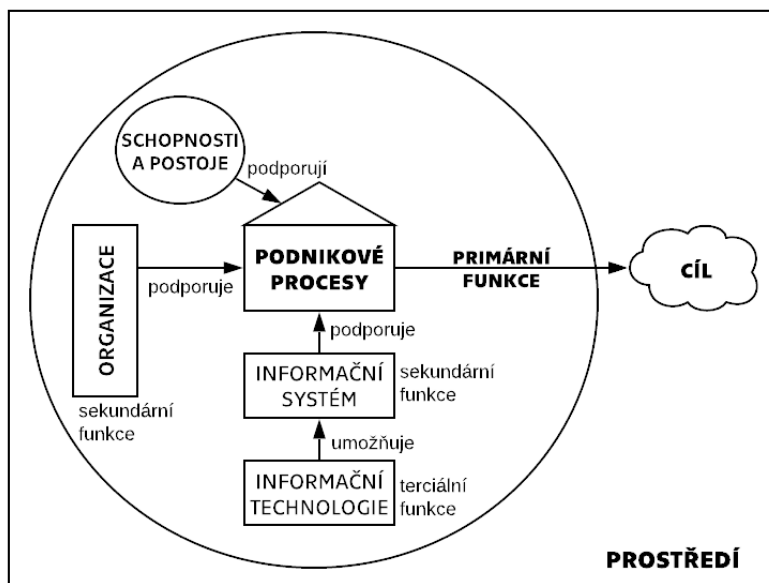 SCHOPNOSTI
A POSTOJE
podporují
ORGANIZACE
podporuje
sekundární
funkce
PODNIKOVÉ
PROCESY
PRIMÁRNÍ
FUNKCE
CÍL
podporuje
INFORMAČNÍ
SYSTÉM
sekundární
funkce
umožňuje
INFORMAČNÍ
TECHNOLOGIE
terciální
funkce
PROSTŘEDÍ